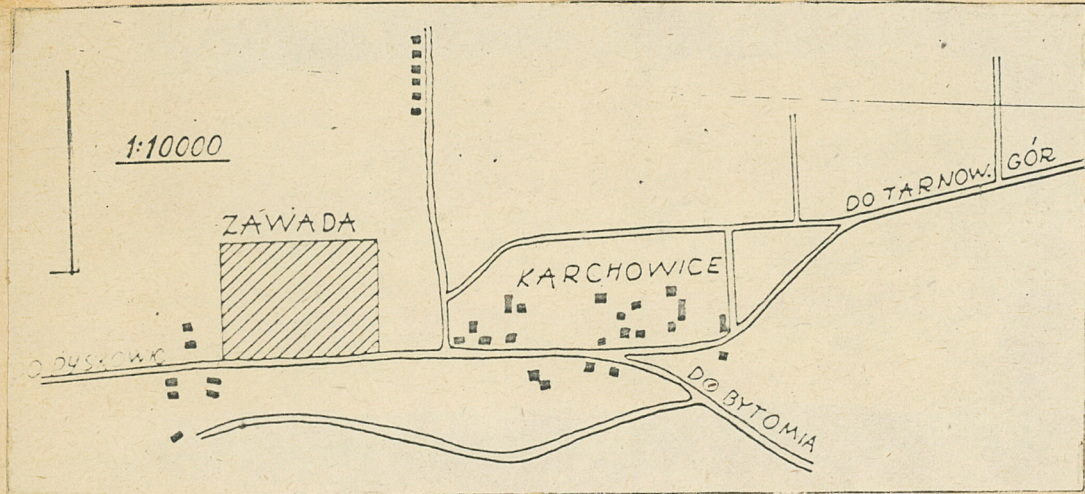 1:10000
ZAWADA
DO TARNOW. GÓR
KARCHOWICE
DO BYTOMIA